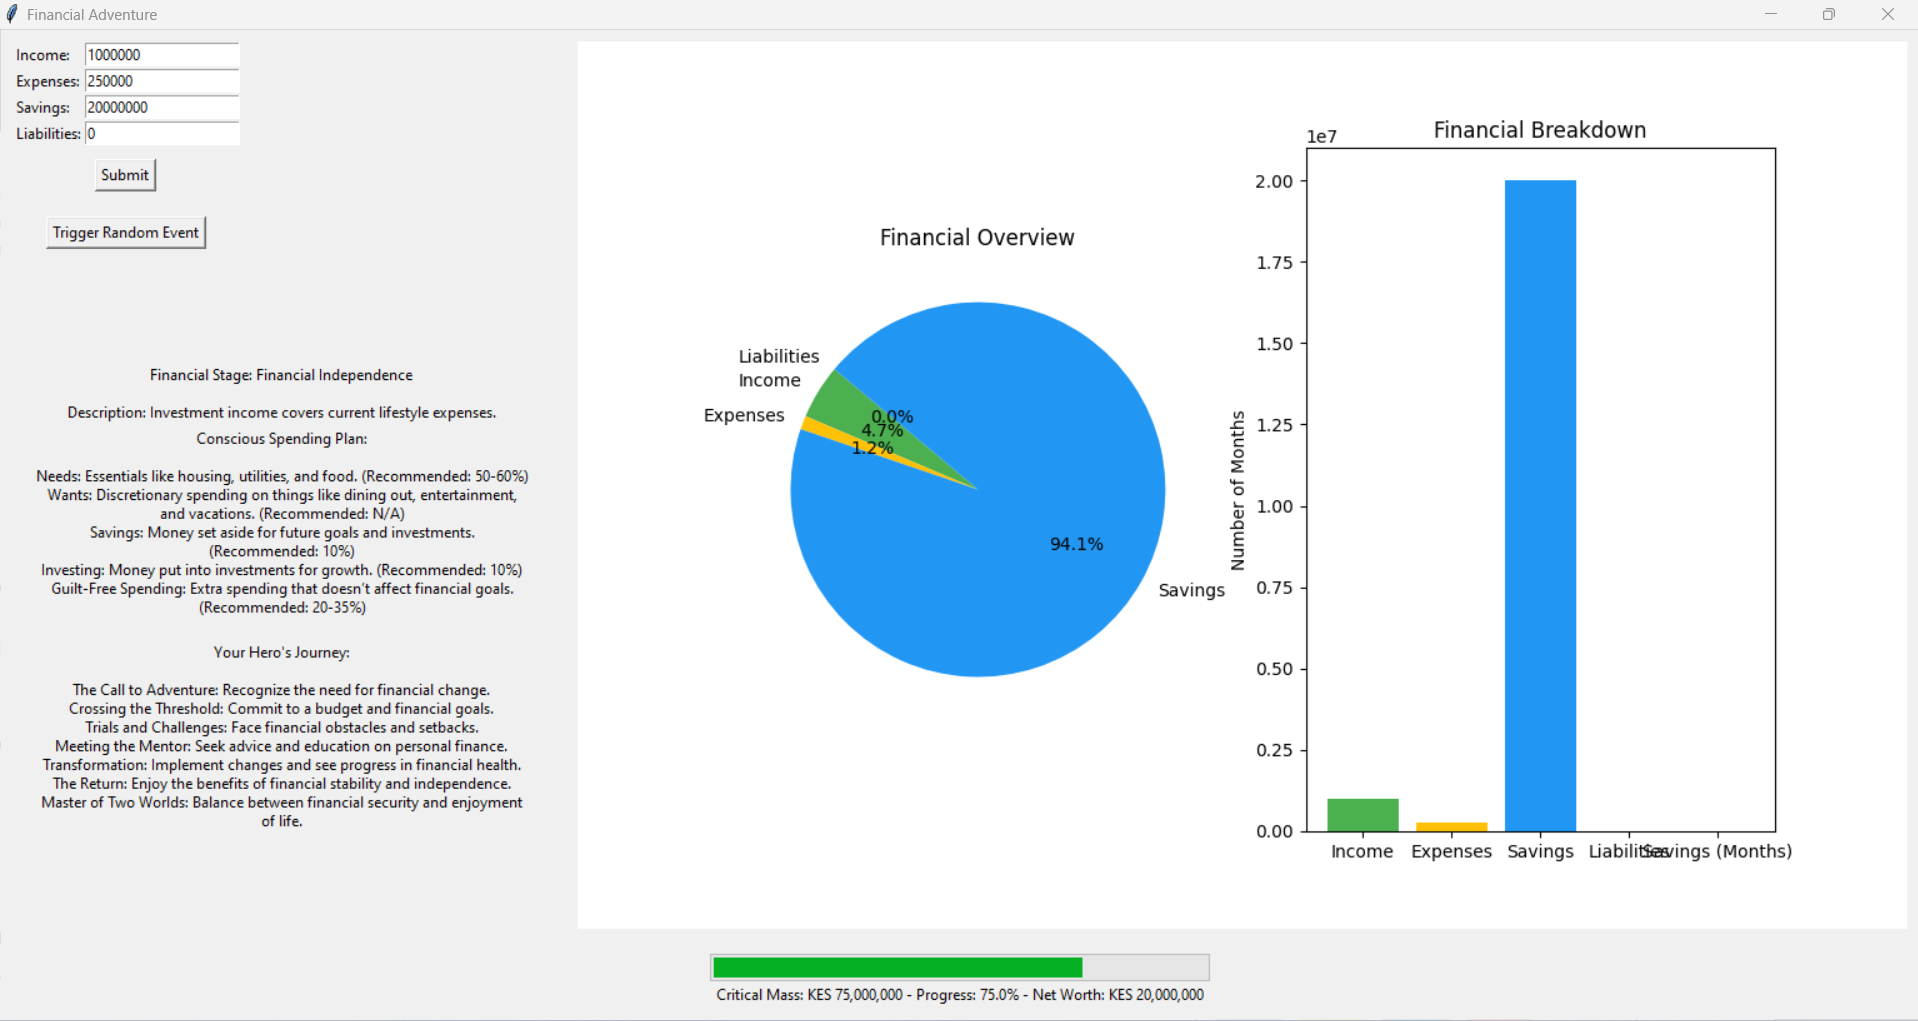 Financial Adventure
Income: 1000000
Expenses: 250000
Savings: 20000000
Liabilities: 0
Submit
Trigger Random Event
Financial Stage: Financial Independence
Description: Investment income covers current lifestyle expenses.
Conscious Spending Plan:
Needs: Essentials like housing, utilities, and food. (Recommended: 50-60%)
Wants: Discretionary spending on things like dining out, entertainment,
and vacations. (Recommended: N/A)
Savings: Money set aside for future goals and investments.
(Recommended: 10%)
Investing: Money put into investments for growth. (Recommended: 10%)
Guilt-Free Spending: Extra spending that doesn't affect financial goals.
(Recommended: 20-35%)
Your Hero's Journey:
The Call to Adventure: Recognize the need for financial change.
Crossing the Threshold: Commit to a budget and financial goals.
Trials and Challenges: Face financial obstacles and setbacks.
Meeting the Mentor: Seek advice and education on personal finance.
Transformation: Implement changes and see progress in financial health.
The Return: Enjoy the benefits of financial stability and independence.
Master of Two Worlds: Balance between financial security and enjoyment
of life.
Financial Overview
Liabilities
Income
Expenses
0.0%
4.7%
1.2%
94.1%
Savings
Financial Breakdown
1e7
2.00
1.75
1.50
1.25
1.00
0.75
0.50
0.25
0.00
Number of Months
Income Expenses Savings Liabilities Savings (Months)
Critical Mass: KES 75,000,000 - Progress: 75.0% - Net Worth: KES 20,000,000